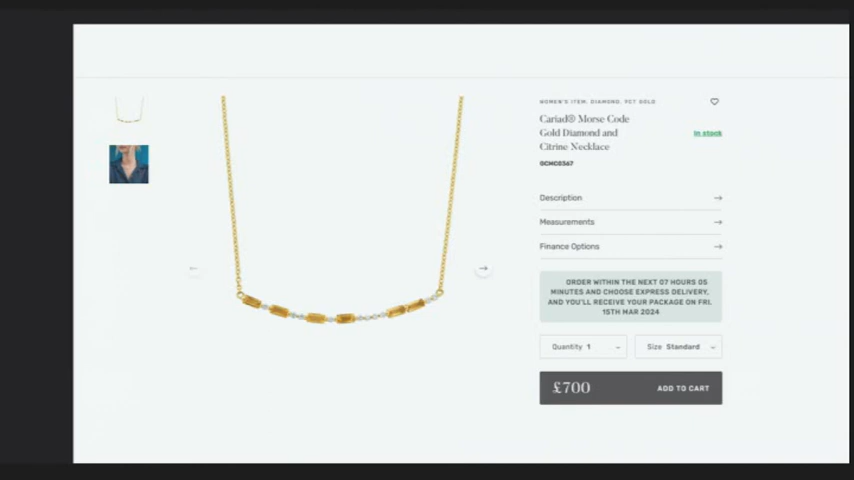 WOMEN'S ITEM, DIAMOND, 9CT GOLD
Cariad® Morse Code
Gold Diamond and
Citrine Necklace
In stock
GCMC0567
Description
Measurements
Finance Options
ORDER WITHIN THE NEXT 07 HOURS 05
MINUTES AND CHOOSE EXPRESS DELIVERY,
AND YOU'LL RECEIVE YOUR PACKAGE ON FRI,
15TH MAR 2024
Quantity 1
Size Standard
£700
ADD TO CART